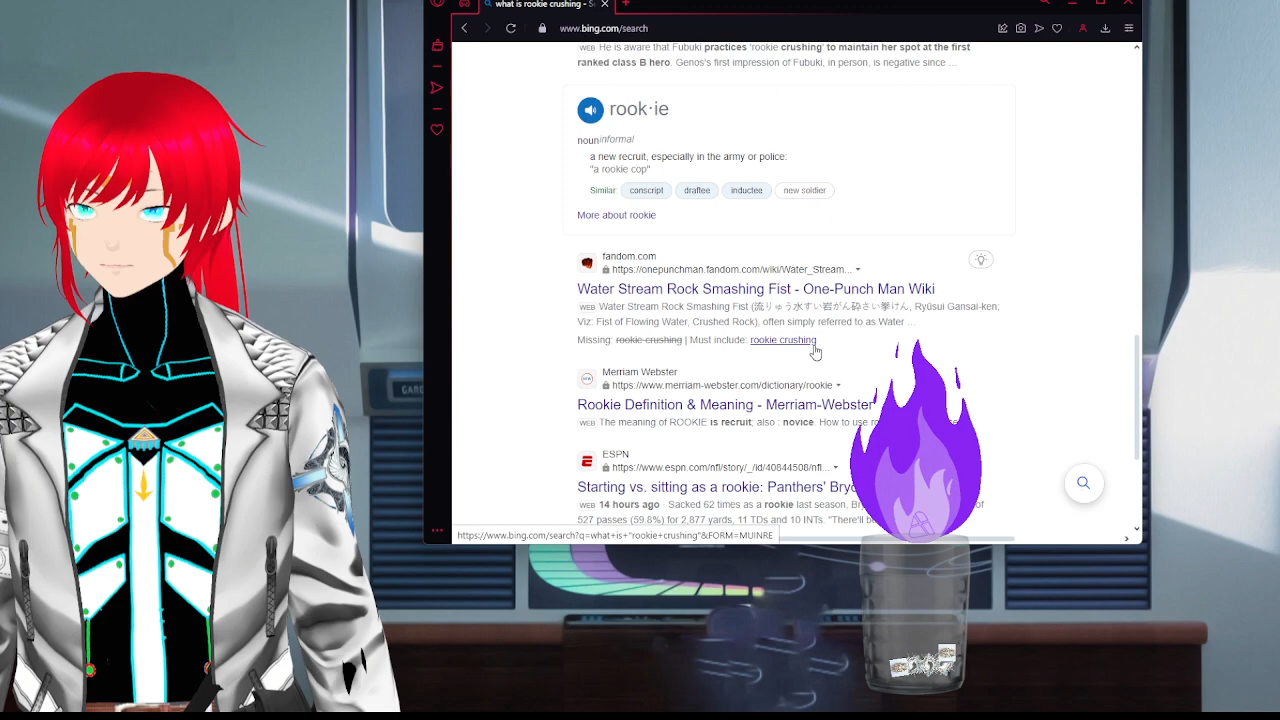 what is rookie crushing - S
www.bing.com/search
WEB He is aware that Fubuki practices 'rookie crushing' to maintain her spot at the first
ranked class B hero. Genos's first impression of Fubuki, in person, is negative since ...
rook·ie
noun informal
a new recruit, especially in the army or police:
"a rookie cop"
Similar: conscript draftee inductee new soldier
More about rookie
fandom.com
https://onepunchman.fandom.com/wiki/Water_Stream...
Water Stream Rock Smashing Fist - One-Punch Man Wiki
WEB Water Stream Rock Smashing Fist (流りゅう水すい岩がん砕さい拳けん, Ryūsui Gansai-ken;
Viz: Fist of Flowing Water, Crushed Rock), often simply referred to as Water ...
Missing: rookie crushing | Must include: rookie crushing
Merriam Webster
https://www.merriam-webster.com/dictionary/rookie
Rookie Definition & Meaning - Merriam-Webster
WEB The meaning of ROOKIE is recruit; also : novice. How to use
ESPN
https://www.espn.com/nfl/story/_/id/40844508/nfl...
Starting vs. sitting as a rookie: Panthers'
WEB 14 hours ago · Sacked 62 times as a rookie last season, of
527 passes (59.8%) for 2,877 yards, 11 TDs and 10 INTs. "There'll
https://www.bing.com/search?q=what+is+"rookie+crushing"&FORM=MUINRE